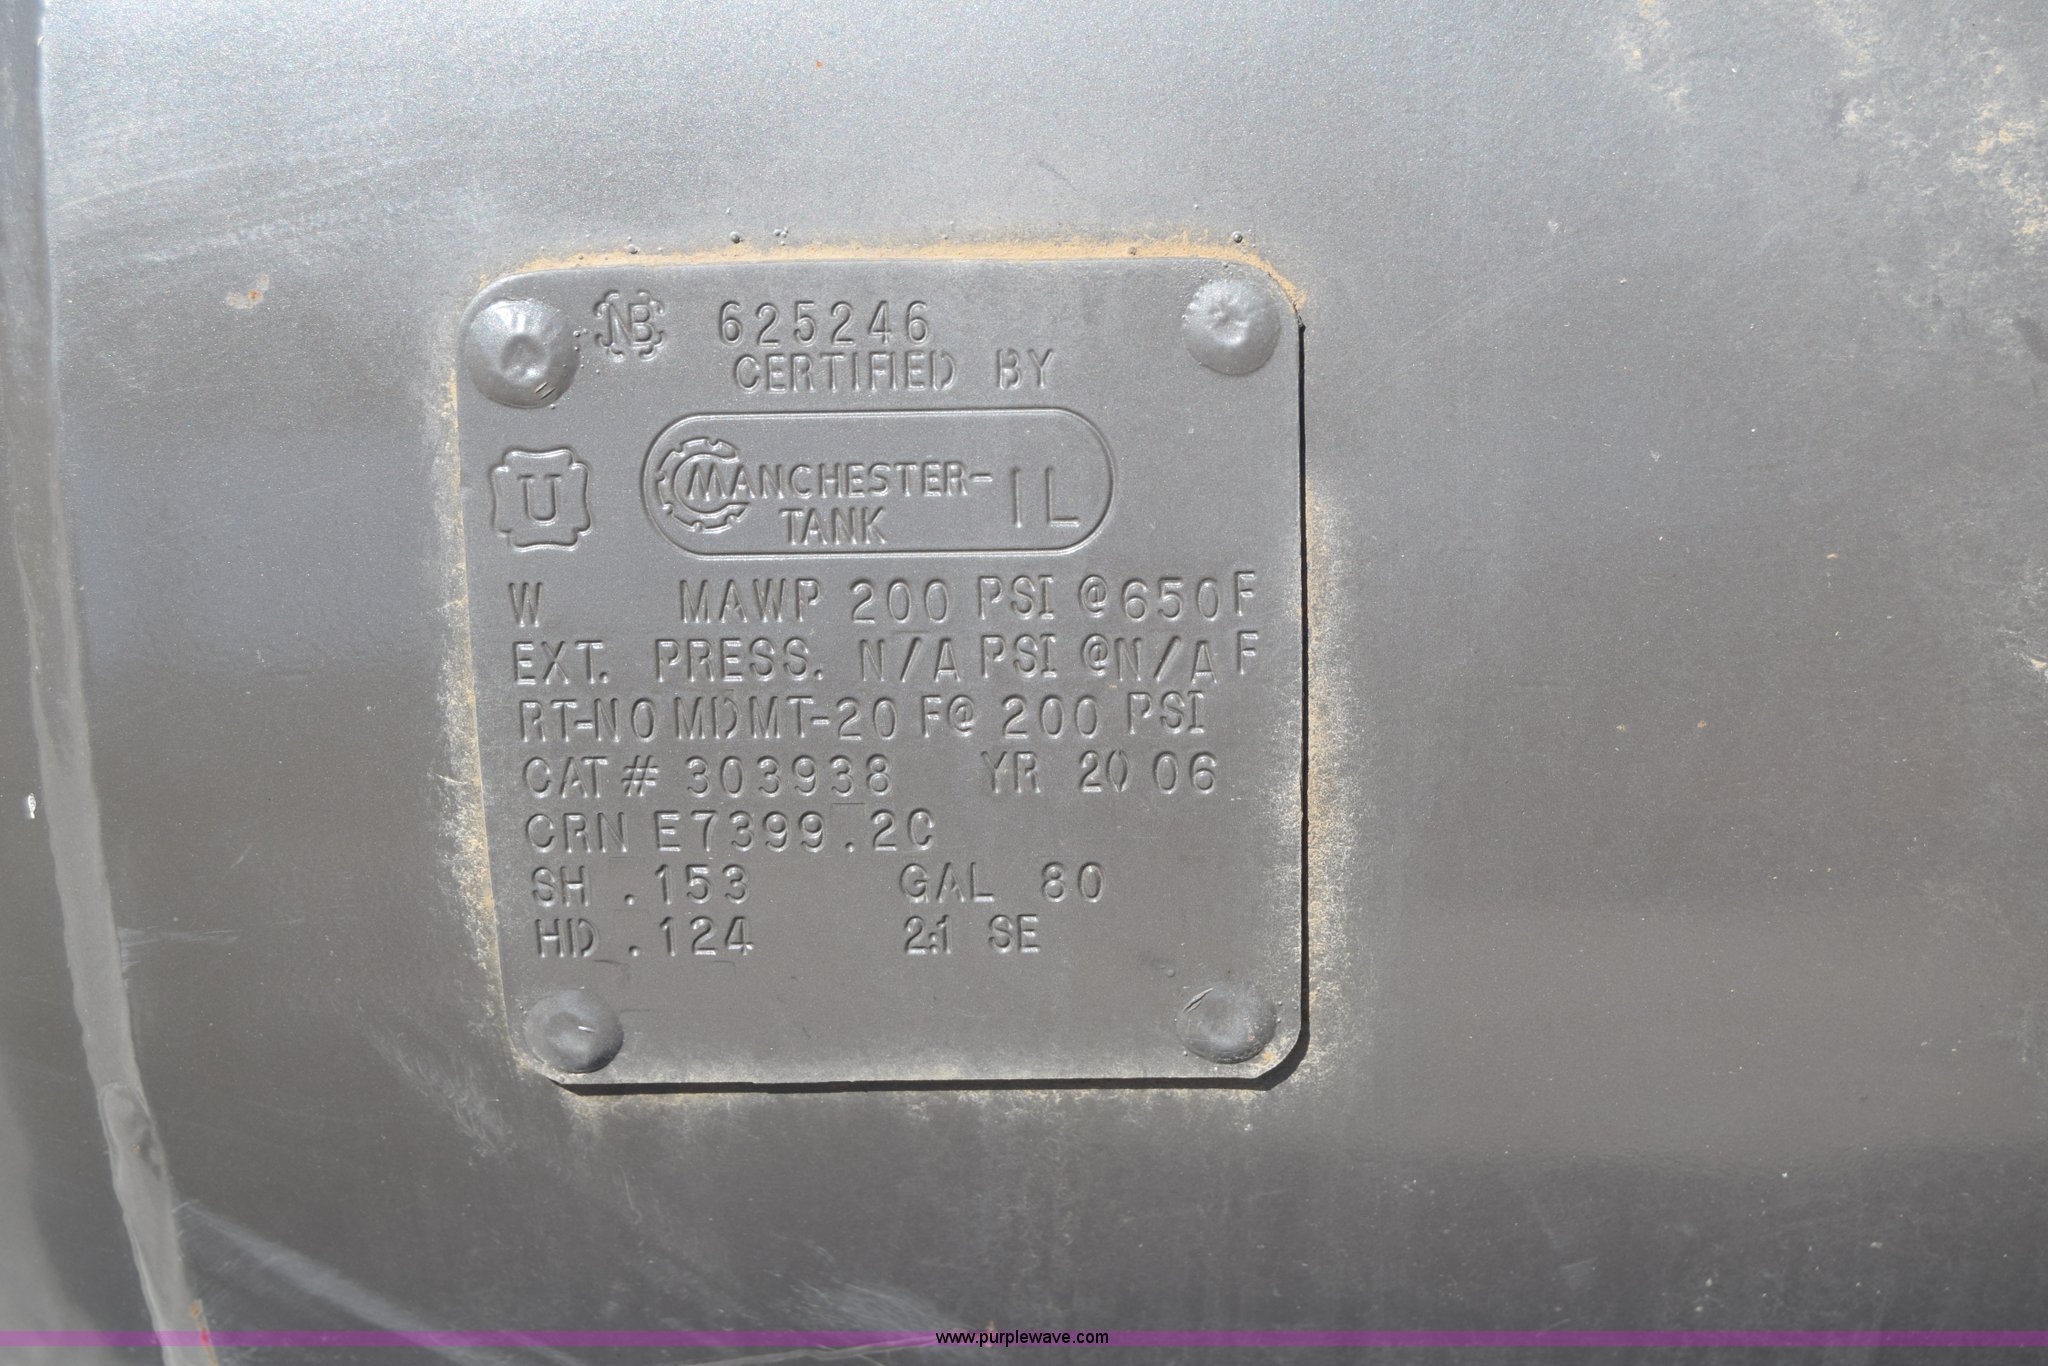 NB 625246
CERTIFIED BY
U
MANCHESTER-
TANK
IL
W MAWP 200 PSI @650F
EXT. PRESS. N/A PSI @N/A F
RT-NO MDMT-20 F@ 200 PSI
CAT# 303938 YR 2006
CRN E7399.2C
SH .153 GAL 80
HD .124 2:1 SE
www.purplewave.com